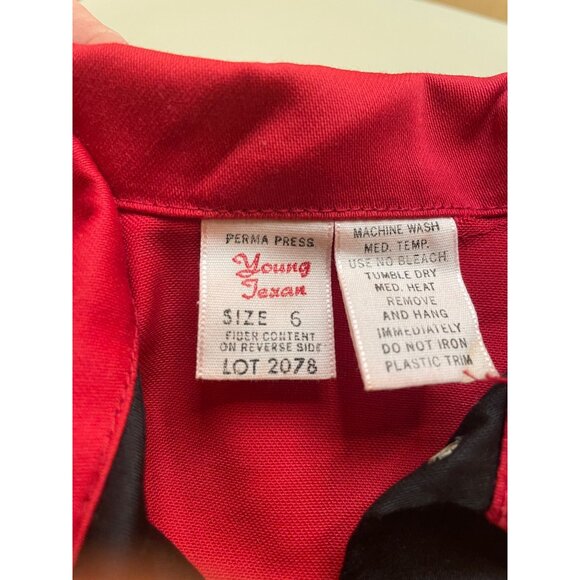 PERMA PRESS
Young
Texan
SIZE 6
FIBER CONTENT
ON REVERSE SIDE
LOT 2078
MACHINE WASH
MED. TEMP.
USE NO BLEACH
TUMBLE DRY
MED. HEAT
REMOVE
AND HANG
IMMEDIATELY
DO NOT IRON
PLASTIC TRIM